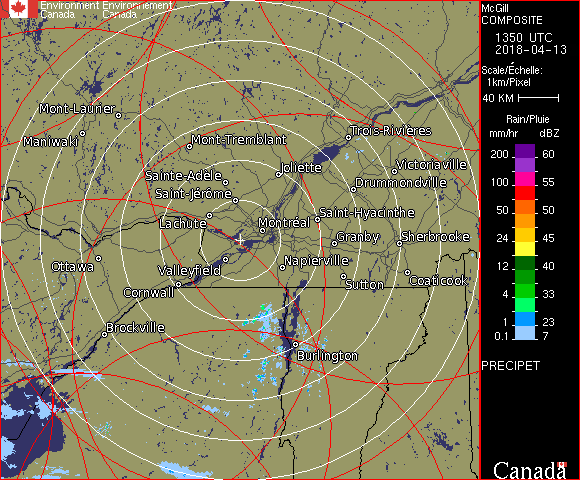 Environment Environnement
Canada Canada
McGill
COMPOSITE
1350 UTC
2018-04-13
Scale/Échelle:
1km/Pixel
40 KM
Rain/Pluie
mm/hr dBZ
200 60
155
100 55
50 50
24 45
12 40
4 33
1 23
0.1 7
PRECIPET
Mont-Laurier
Maniwaki
Mont-Tremblant
Trois-Rivières
Sainte-Adèle
Joliette
Victoriaville
Saint-Jérôme
Drummondville
Lachute
Montréal
Saint-Hyacinthe
Granby
Sherbrooke
Ottawa
Valleyfield
Napierville
Cornwall
Sutton
Coaticook
Brockville
Burlington
Canada